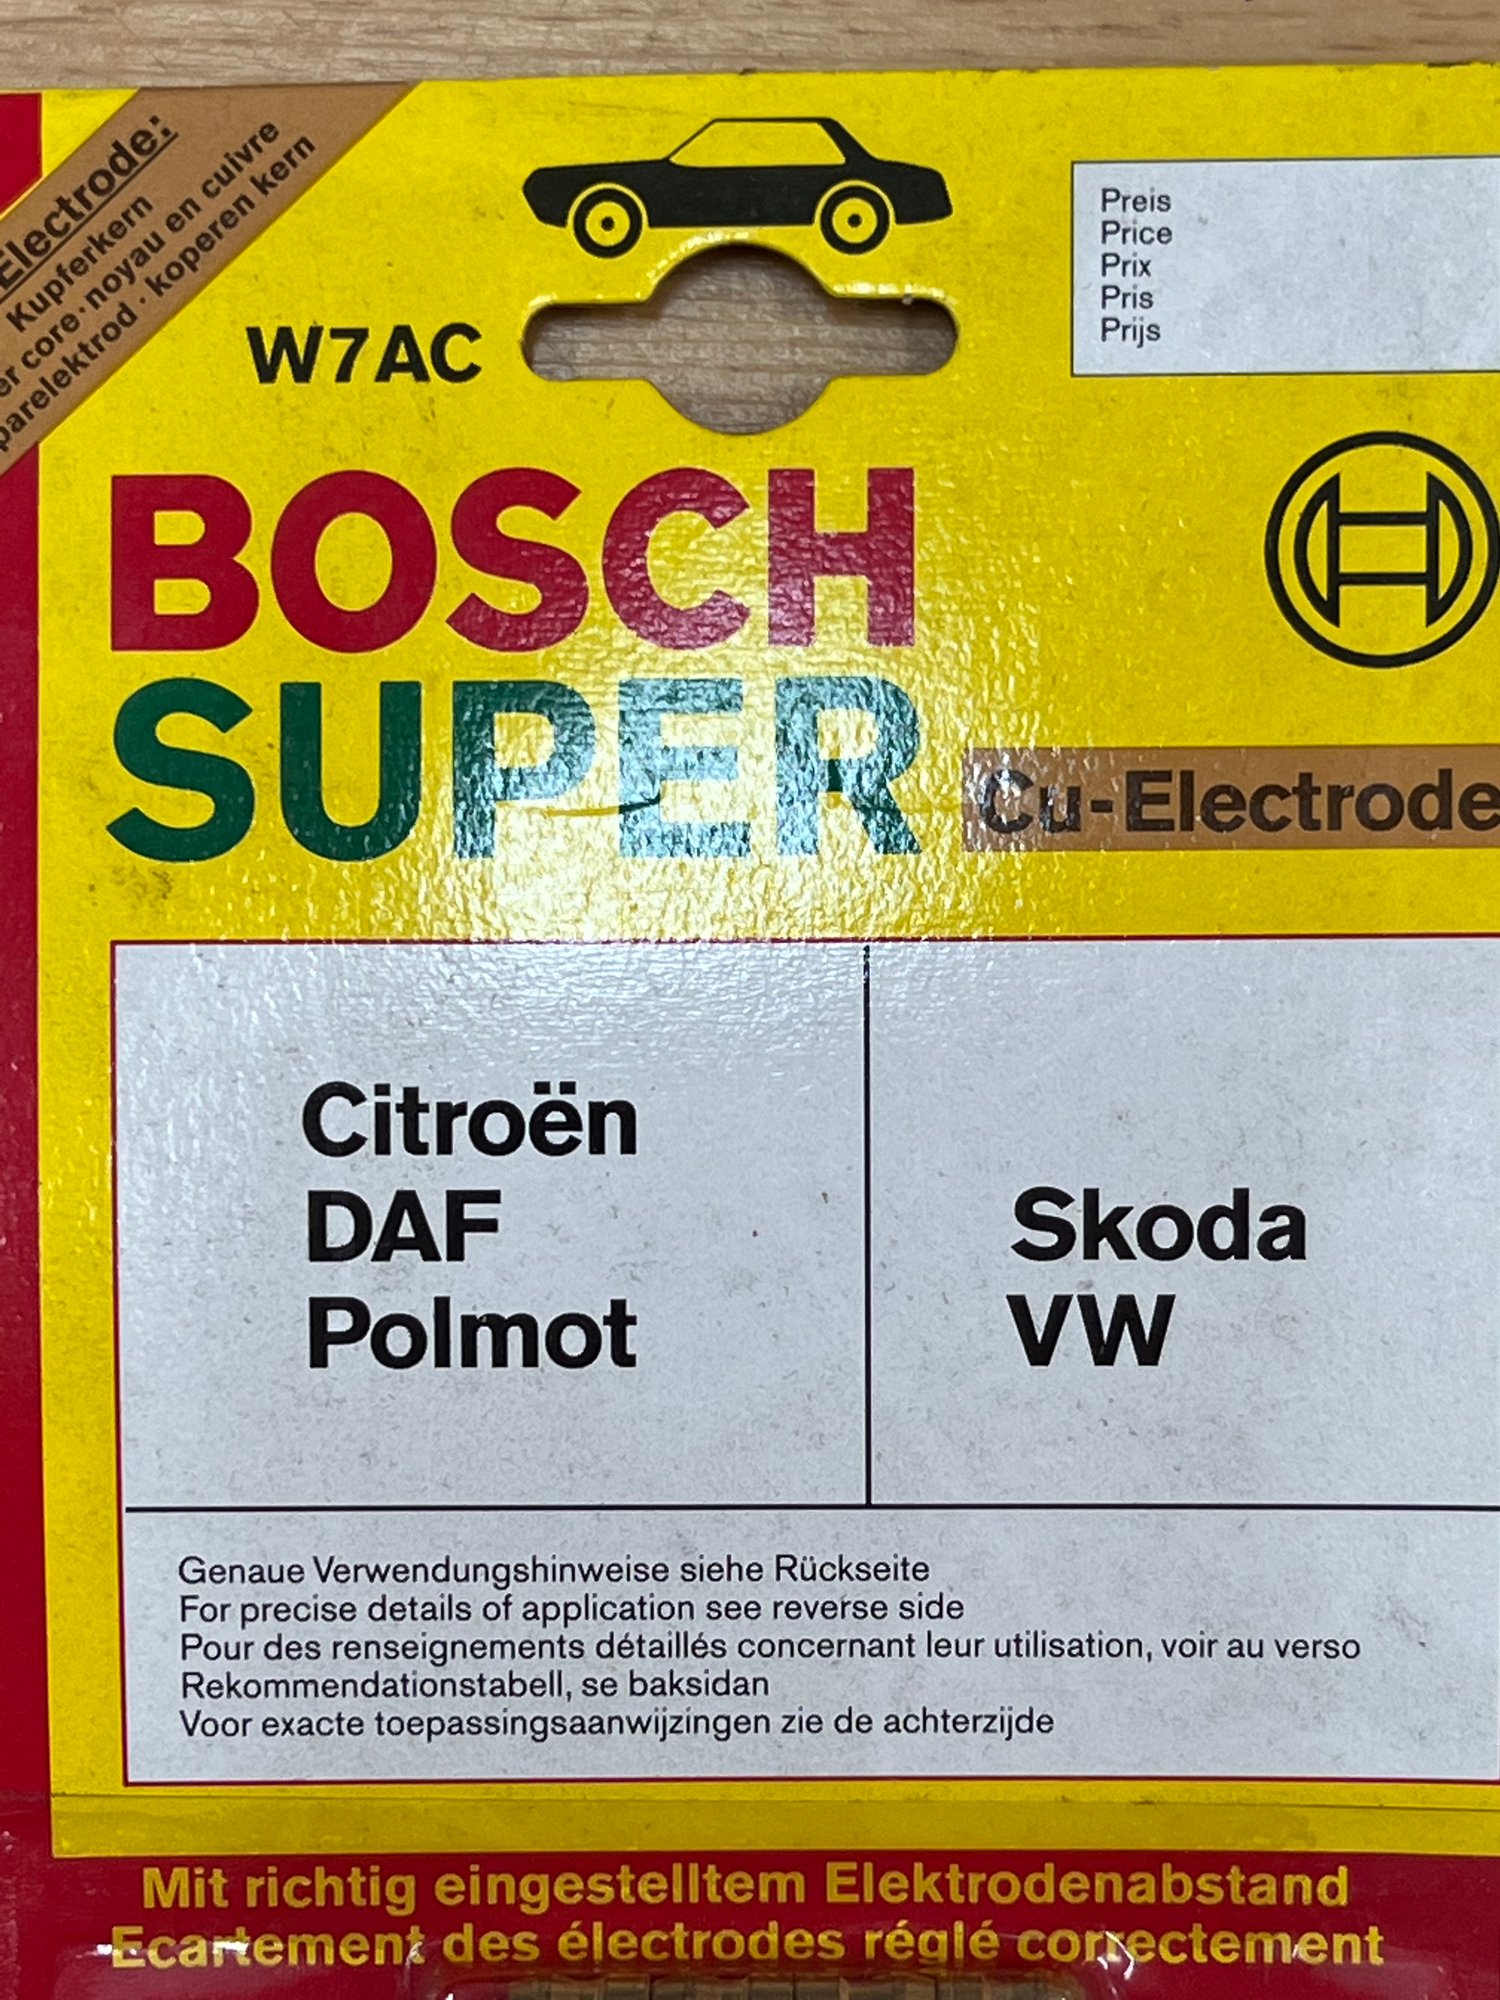 Electrode:
Kupferkern
er core · noyau en cuivre
parelektrod · koperen kern
W7AC
Preis
Price
Prix
Pris
Prijs
BOSCH
SUPER
Cu-Electrode
Citroën
DAF
Polmot
Skoda
VW
Genaue Verwendungshinweise siehe Rückseite
For precise details of application see reverse side
Pour des renseignements détaillés concernant leur utilisation, voir au verso
Rekommendationstabell, se baksidan
Voor exacte toepassingsaanwijzingen zie de achterzijde
Mit richtig eingestelltem Elektrodenabstand
Ecartement des électrodes réglé correctement